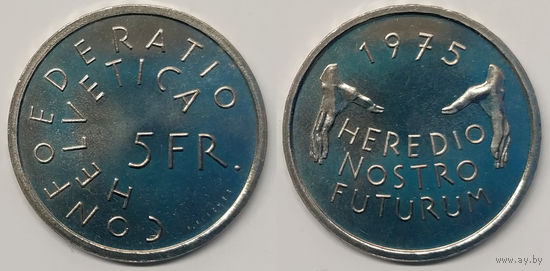 CONFOEDERATIO
HELVETICA
5 FR.
1975
HEREDIO
NOSTRO
FUTURUM
www.ay.by